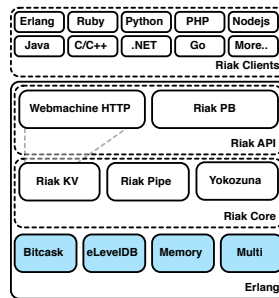 Erlang Ruby Python PHP Nodejs
Java C/C++ .NET Go More..
Riak Clients
Webmachine HTTP Riak PB
Riak API
Riak KV Riak Pipe Yokozuna
Riak Core
Bitcask eLevelDB Memory Multi
Erlang